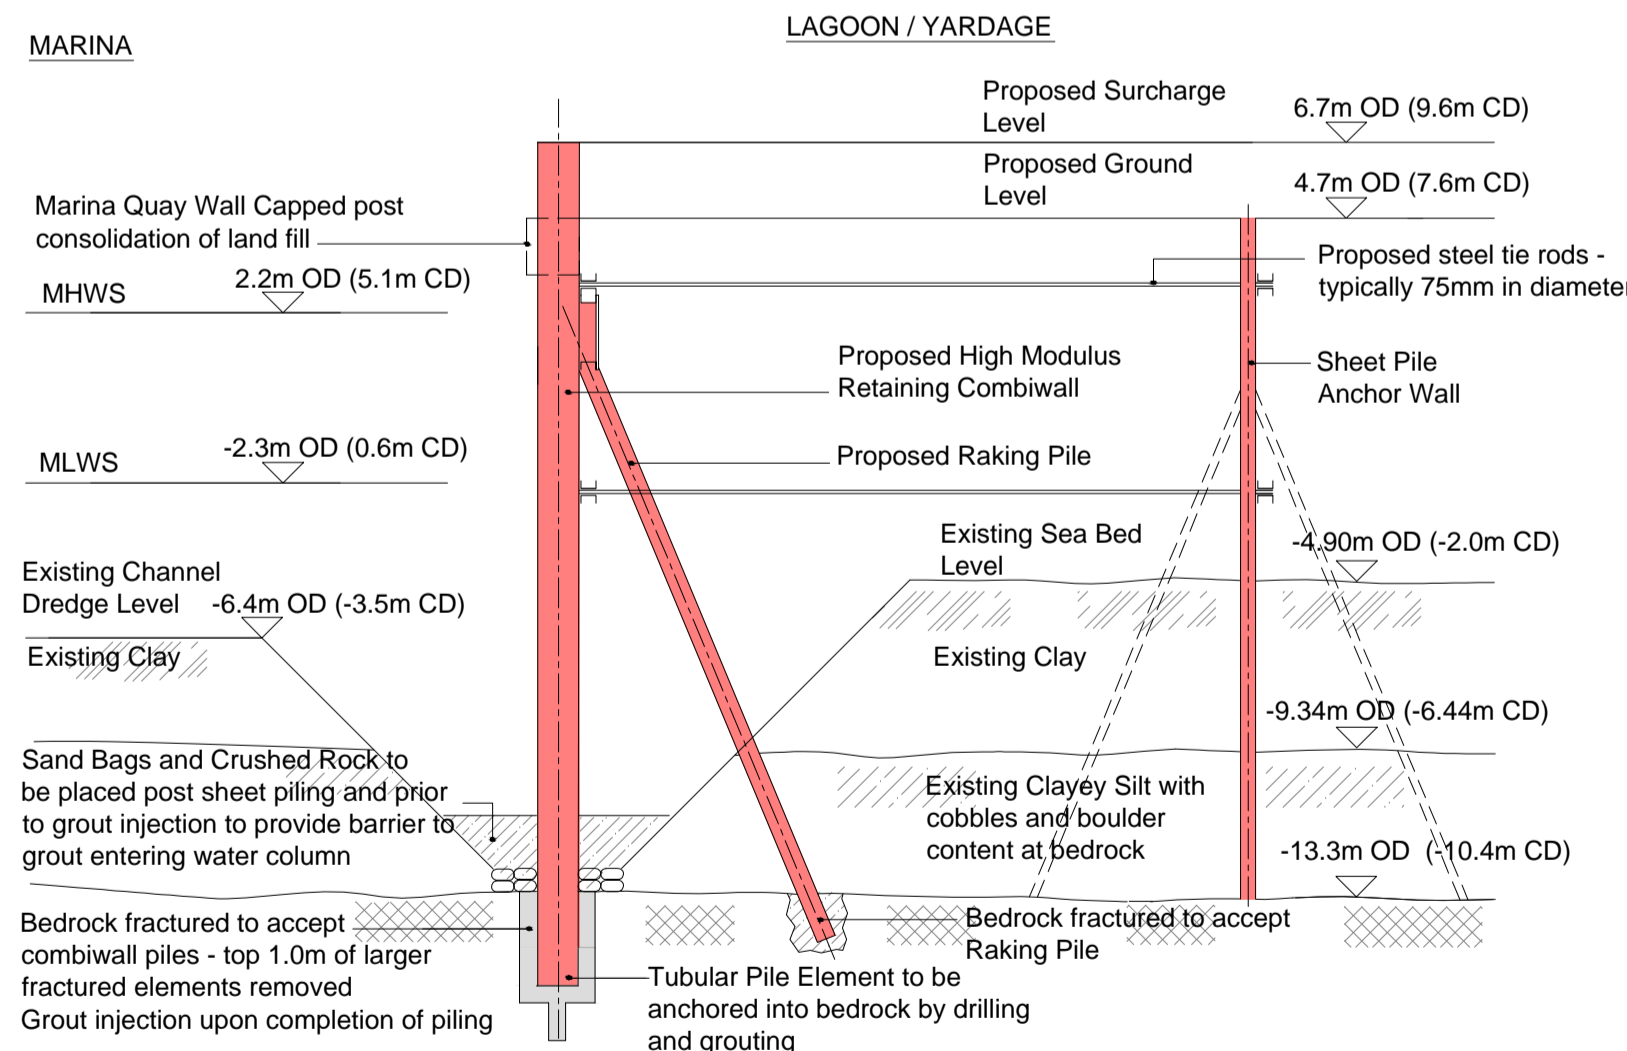 MARINA
LAGOON / YARDAGE
Proposed Surcharge
Level
6.7m OD (9.6m CD)
Proposed Ground
Level
4.7m OD (7.6m CD)
Marina Quay Wall Capped post
consolidation of land fill
MHWS
2.2m OD (5.1m CD)
Proposed steel tie rods -
typically 75mm in diameter
Proposed High Modulus
Retaining Combiwall
Sheet Pile
Anchor Wall
MLWS
-2.3m OD (0.6m CD)
Proposed Raking Pile
Existing Sea Bed
Level
-4.90m OD (-2.0m CD)
Existing Channel
Dredge Level -6.4m OD (-3.5m CD)
Existing Clay
Existing Clay
-9.34m OD (-6.44m CD)
Sand Bags and Crushed Rock to
be placed post sheet piling and prior
to grout injection to provide barrier to
grout entering water column
Existing Clayey Silt with
cobbles and boulder
content at bedrock
-13.3m OD (-10.4m CD)
Bedrock fractured to accept
combiwall piles - top 1.0m of larger
fractured elements removed
Grout injection upon completion of piling
Bedrock fractured to accept
Raking Pile
Tubular Pile Element to be
anchored into bedrock by drilling
and grouting